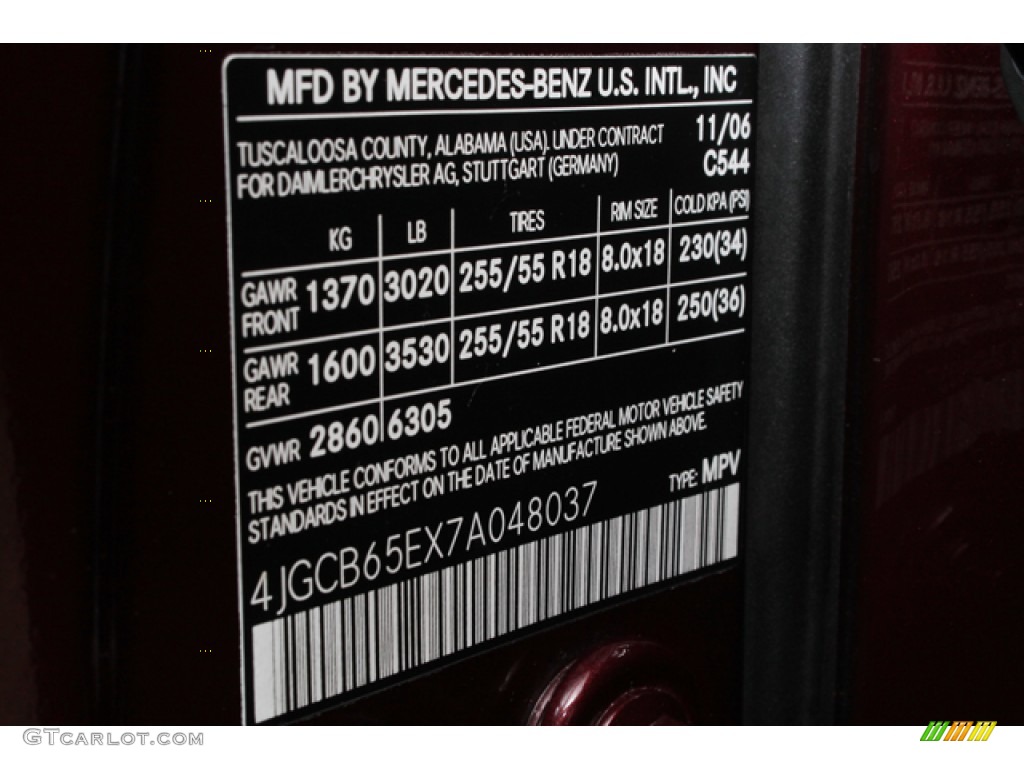 MFD BY MERCEDES-BENZ U.S. INTL., INC
TUSCALOOSA COUNTY, ALABAMA (USA). UNDER CONTRACT 11/06
FOR DAIMLERCHRYSLER AG, STUTTGART (GERMANY) C544
KG LB TIRES RIM SIZE COLD KPA (PSI)
GAWR FRONT 1370 3020 255/55 R18 8.0x18 230(34)
GAWR REAR 1600 3530 255/55 R18 8.0x18 250(36)
GVWR 2860 6305
THIS VEHICLE CONFORMS TO ALL APPLICABLE FEDERAL MOTOR VEHICLE SAFETY
STANDARDS IN EFFECT ON THE DATE OF MANUFACTURE SHOWN ABOVE.
TYPE: MPV
4JGCB65EX7A048037
GTCARLOT.COM